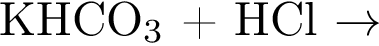 KHCO₃ + HCl →